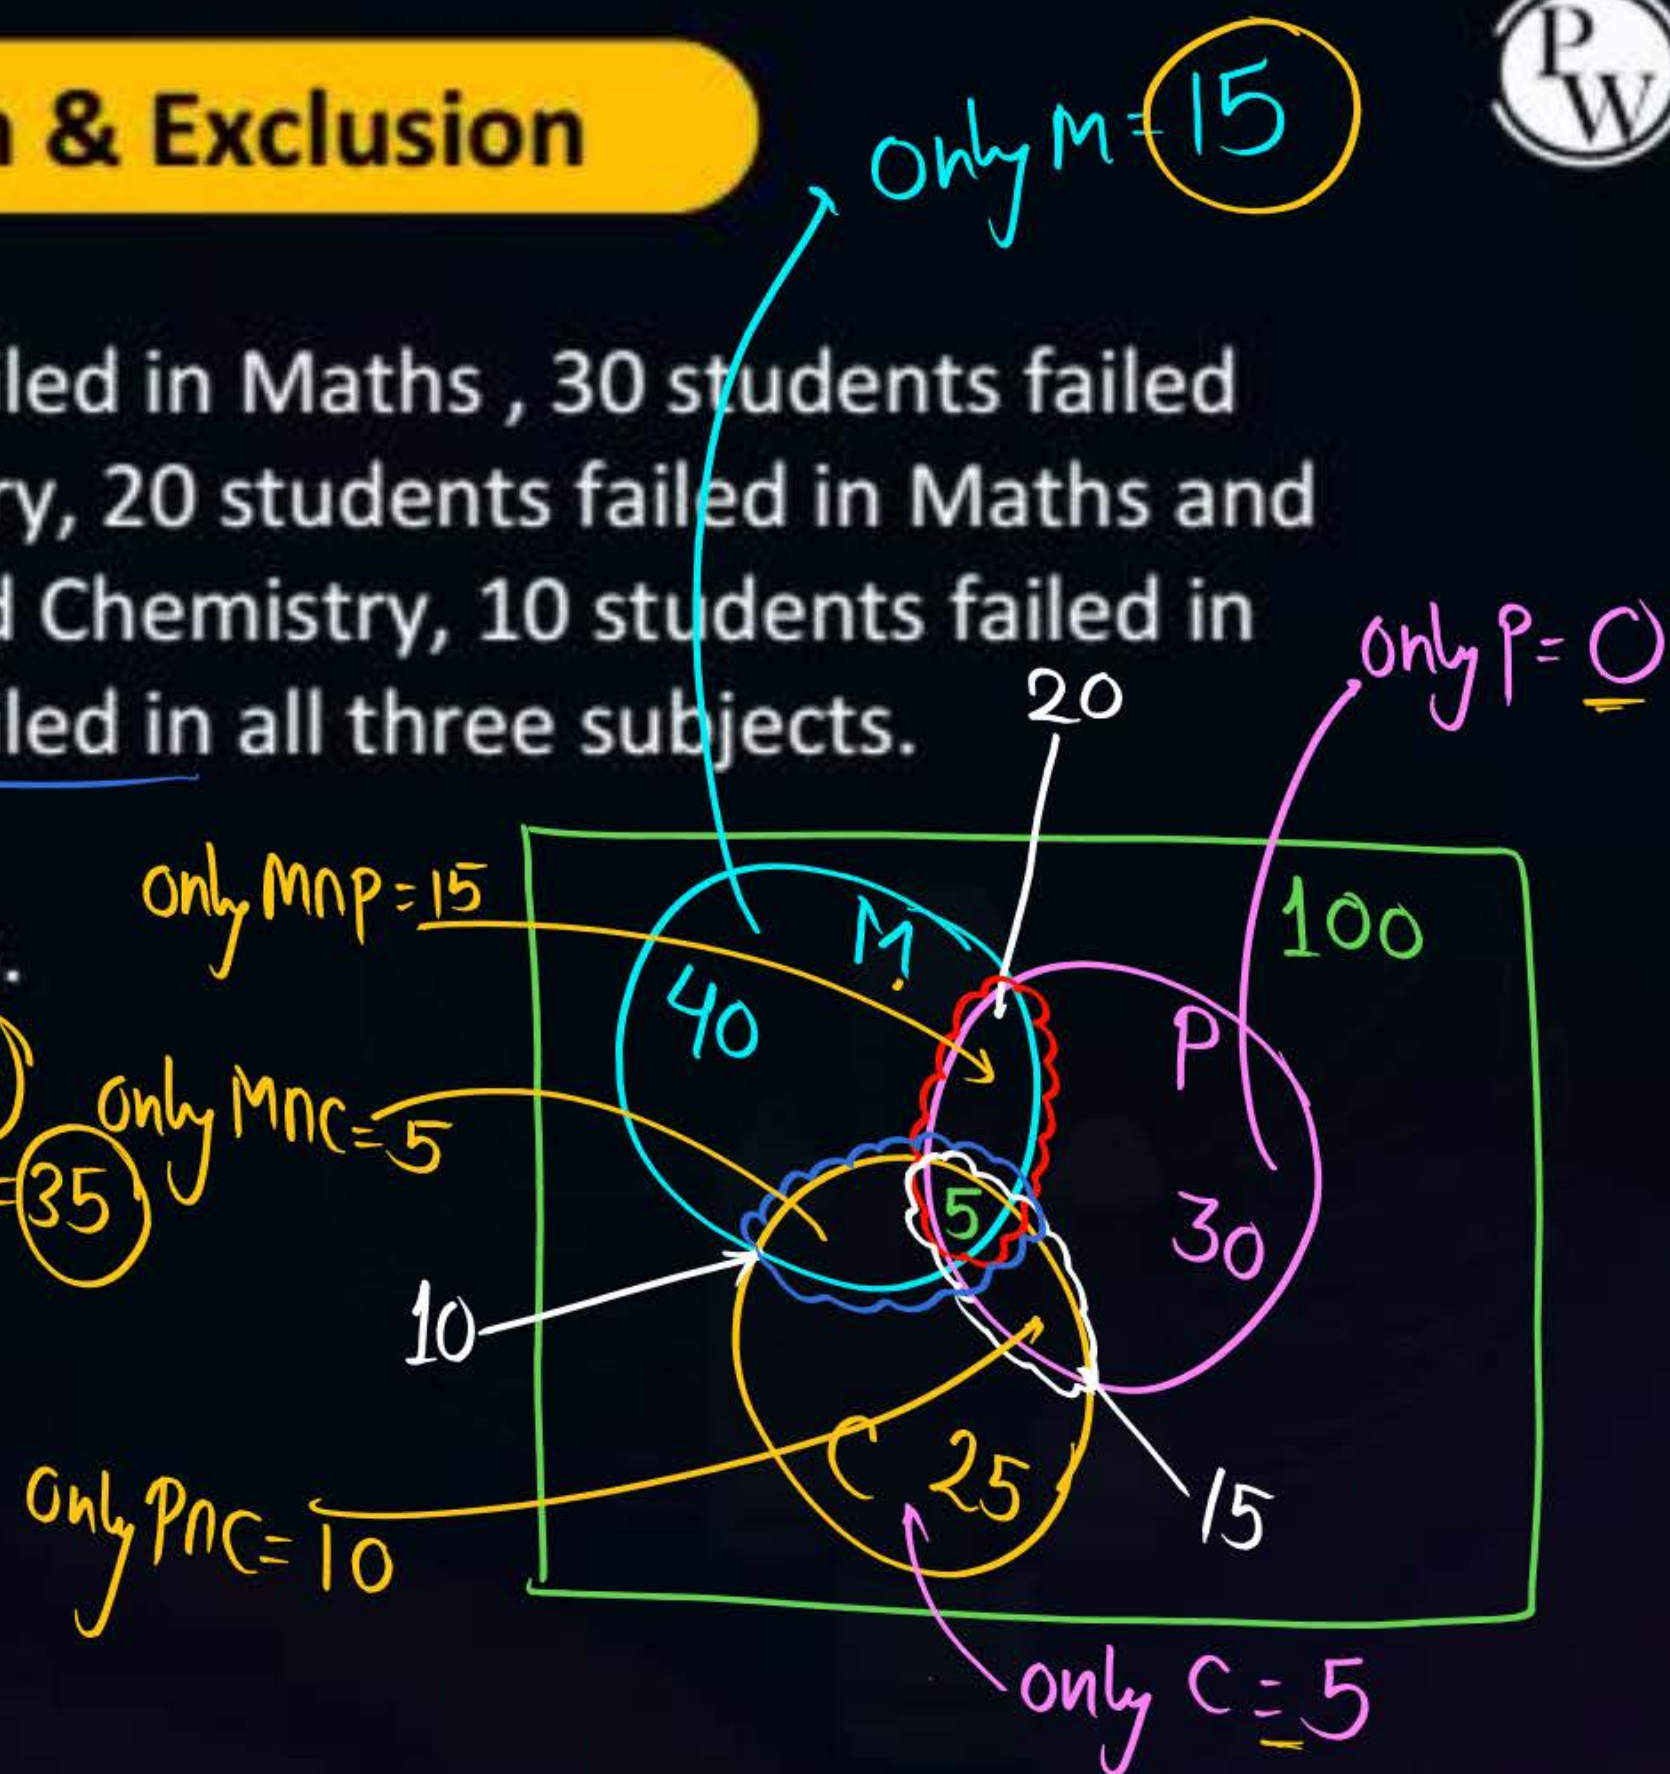 & Exclusion
only M = 15
PW
led in Maths , 30 students failed
ry, 20 students failed in Maths and
d Chemistry, 10 students failed in
led in all three subjects.
only P = 0
20
only M∩P = 15
M
100
40
P
.
only M∩C = 5
= 35
5
30
10
C 25
15
only P∩C = 10
only C = 5